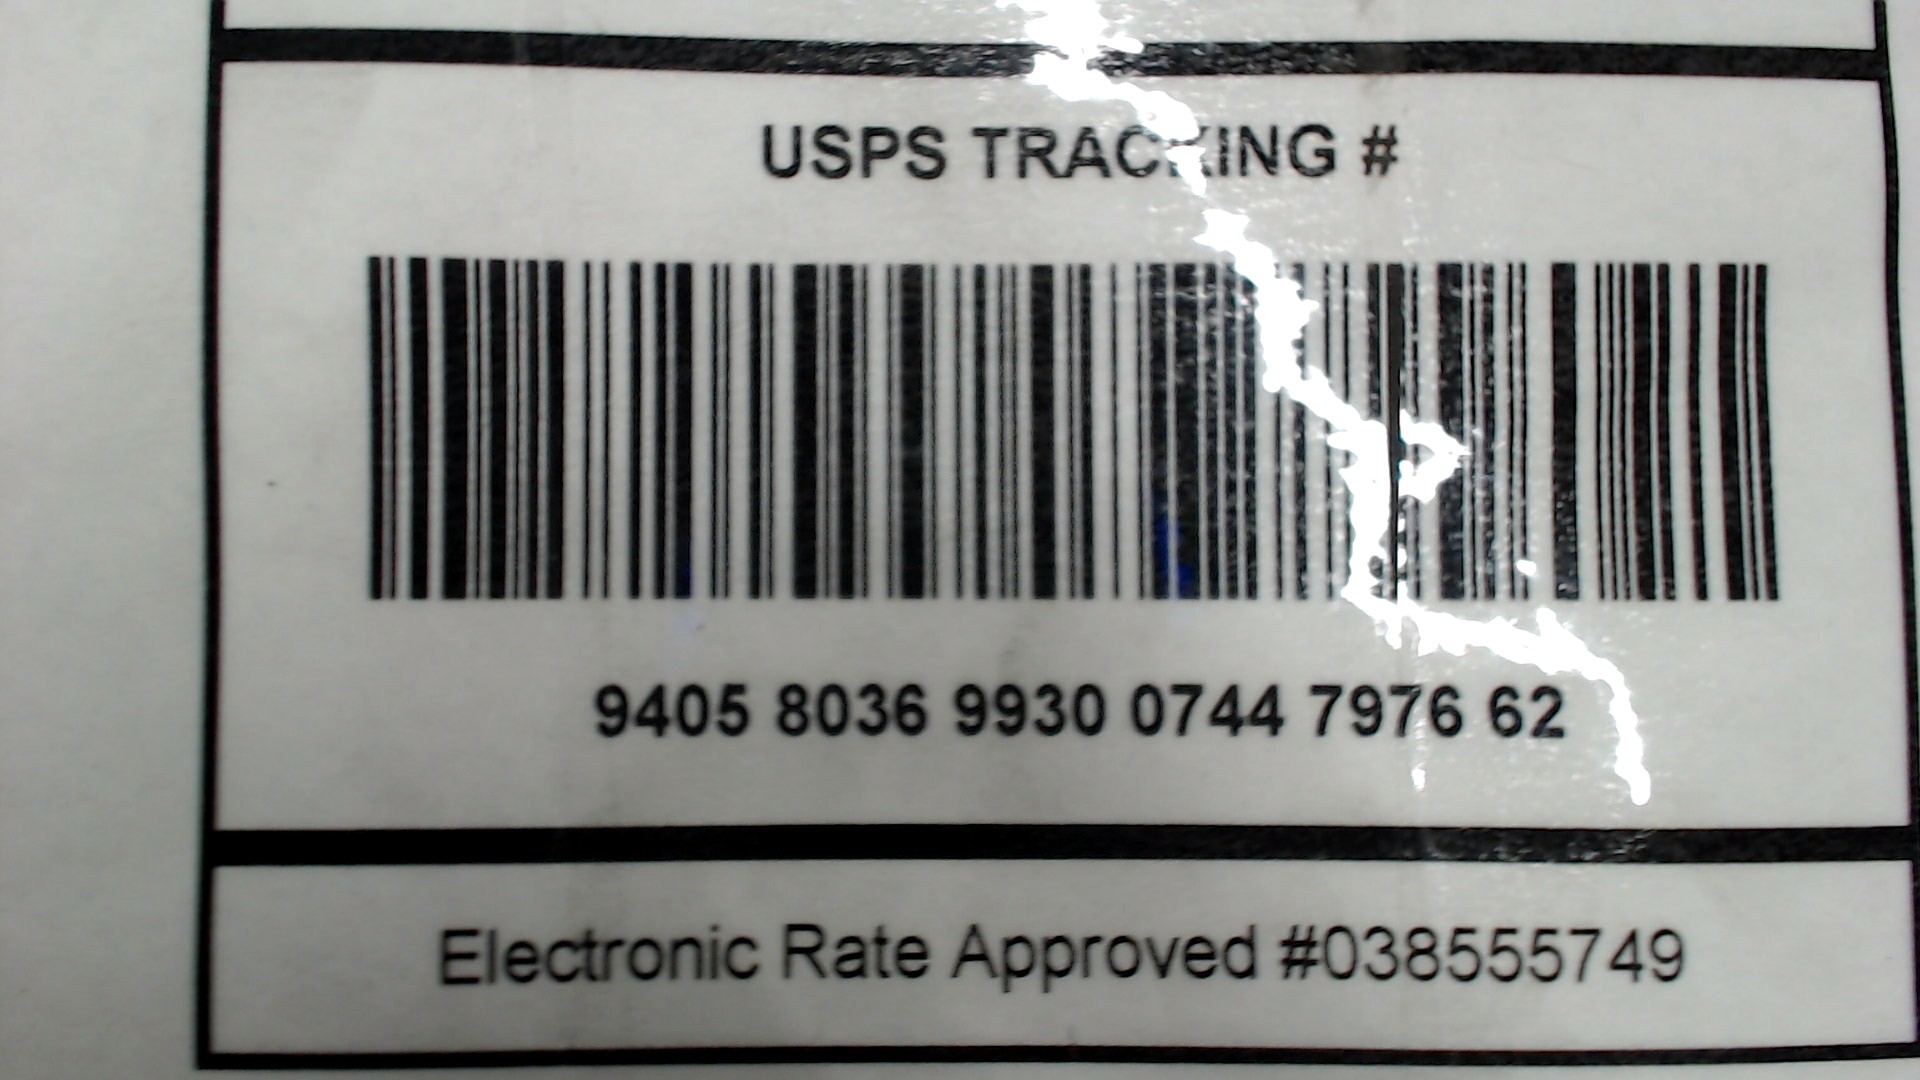 USPS TRACKING #
9405 8036 9930 0744 7976 62
Electronic Rate Approved #038555749